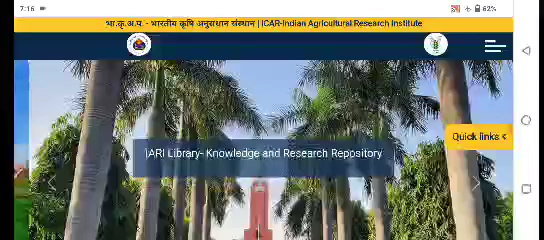 7:16
62%
भा.कृ.अ.प. - भारतीय कृषि अनुसंधान संस्थान | ICAR-Indian Agricultural Research Institute
Quick links <
IARI Library- Knowledge and Research Repository